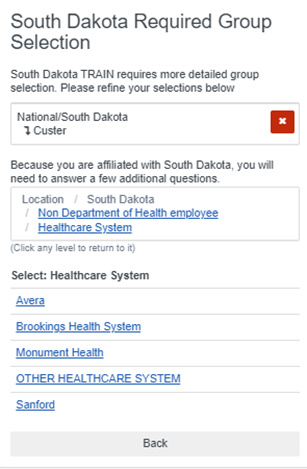 South Dakota Required Group
Selection
South Dakota TRAIN requires more detailed group
selection. Please refine your selections below
National/South Dakota
↴ Custer
Because you are affiliated with South Dakota, you will
need to answer a few additional questions.
Location / South Dakota
/ Non Department of Health employee
/ Healthcare System
(Click any level to return to it)
Select: Healthcare System
Avera
Brookings Health System
Monument Health
OTHER HEALTHCARE SYSTEM
Sanford
Back